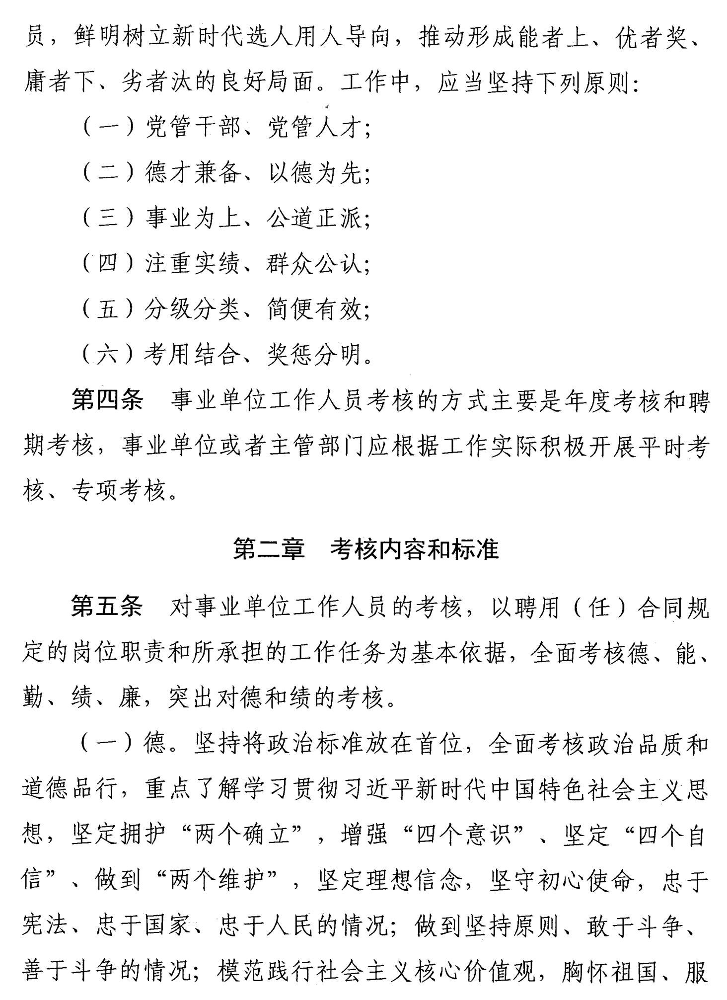 员，鲜明树立新时代选人用人导向，推动形成能者上、优者奖、
庸者下、劣者汰的良好局面。工作中，应当坚持下列原则：
（一）党管干部、党管人才；
（二）德才兼备、以德为先；
（三）事业为上、公道正派；
（四）注重实绩、群众公认；
（五）分级分类、简便有效；
（六）考用结合、奖惩分明。
第四条　事业单位工作人员考核的方式主要是年度考核和聘
期考核，事业单位或者主管部门应根据工作实际积极开展平时考
核、专项考核。
第二章　考核内容和标准
第五条　对事业单位工作人员的考核，以聘用（任）合同规
定的岗位职责和所承担的工作任务为基本依据，全面考核德、能、
勤、绩、廉，突出对德和绩的考核。
（一）德。坚持将政治标准放在首位，全面考核政治品质和
道德品行，重点了解学习贯彻习近平新时代中国特色社会主义思
想，坚定拥护“两个确立”，增强“四个意识”、坚定“四个自
信”、做到“两个维护”，坚定理想信念，坚守初心使命，忠于
宪法、忠于国家、忠于人民的情况；做到坚持原则、敢于斗争、
善于斗争的情况；模范践行社会主义核心价值观，胸怀祖国、服